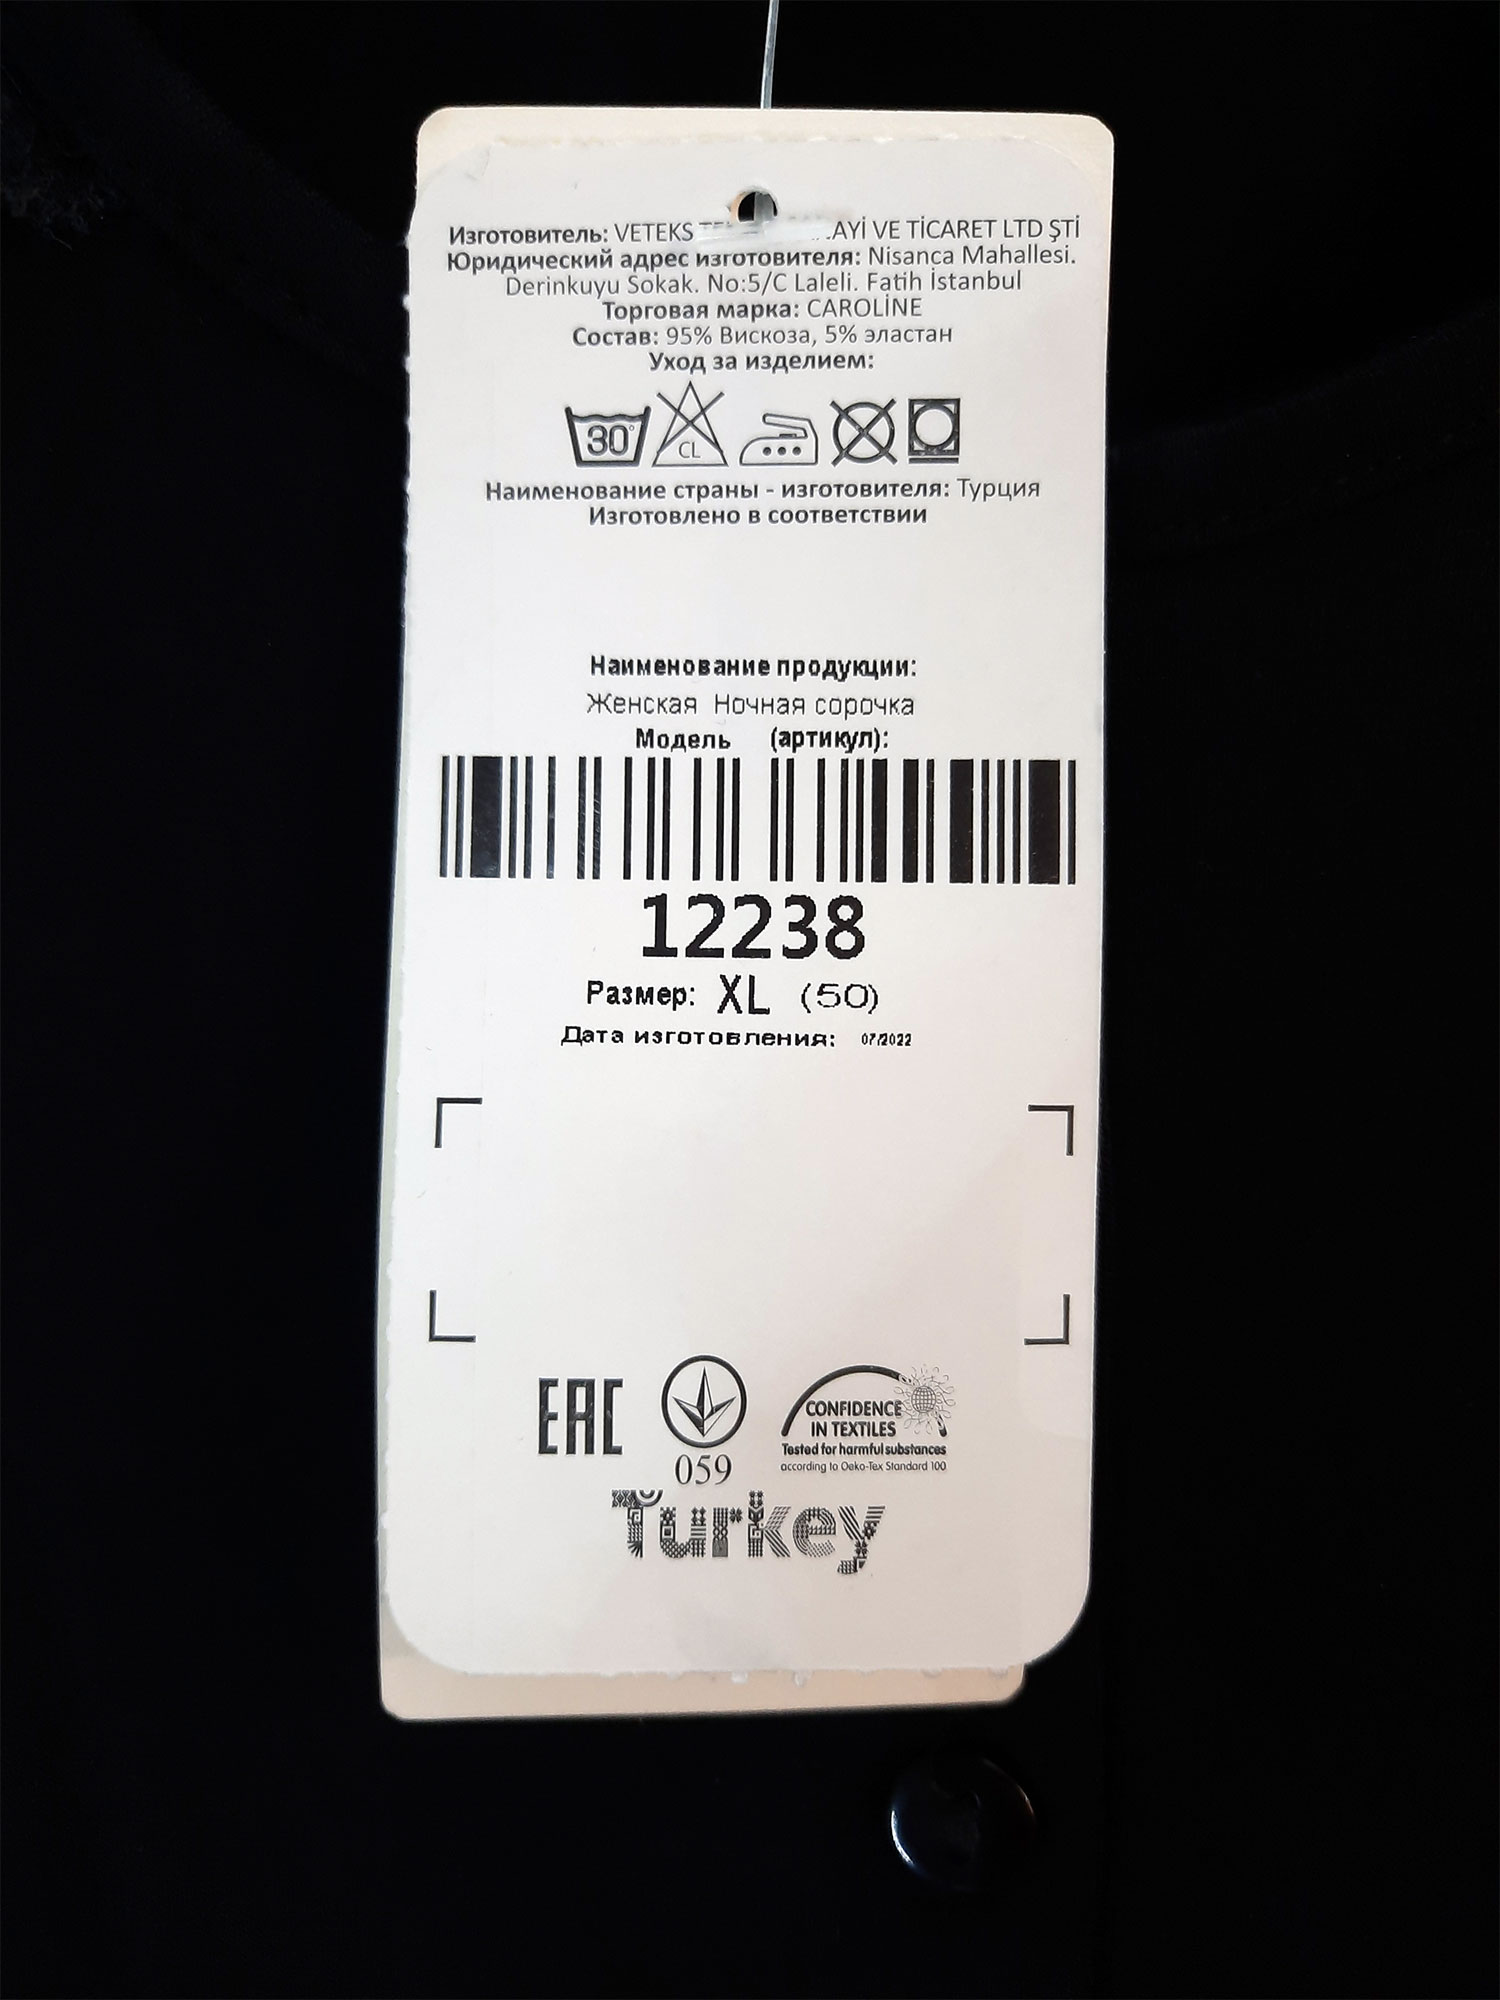 Изготовитель: VETEKS VE TİCARET LTD ŞTİ
Юридический адрес изготовителя: Nisanca Mahallesi.
Derinkuyu Sokak. No:5/C Laleli. Fatih İstanbul
Торговая марка: CAROLİNE
Состав: 95% Вискоза, 5% эластан
Уход за изделием:
30°
CL
Наименование страны - изготовителя: Турция
Изготовлено в соответствии
Наименование продукции:
Женская Ночная сорочка
Модель (артикул):
12238
Размер: XL (50)
Дата изготовления: 07/2022
EAC
059
CONFIDENCE
IN TEXTILES
Tested for harmful substances
according to Oeko-Tex Standard 100
Turkey